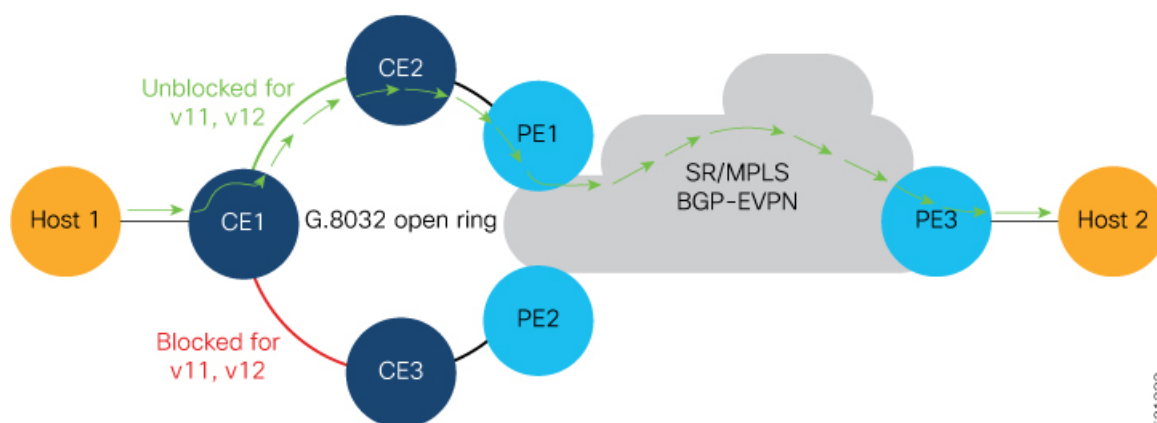 CE2
Unblocked for
v11, v12
PE1
SR/MPLS
BGP-EVPN
Host 1
CE1
G.8032 open ring
PE3
Host 2
PE2
Blocked for
v11, v12
CE3